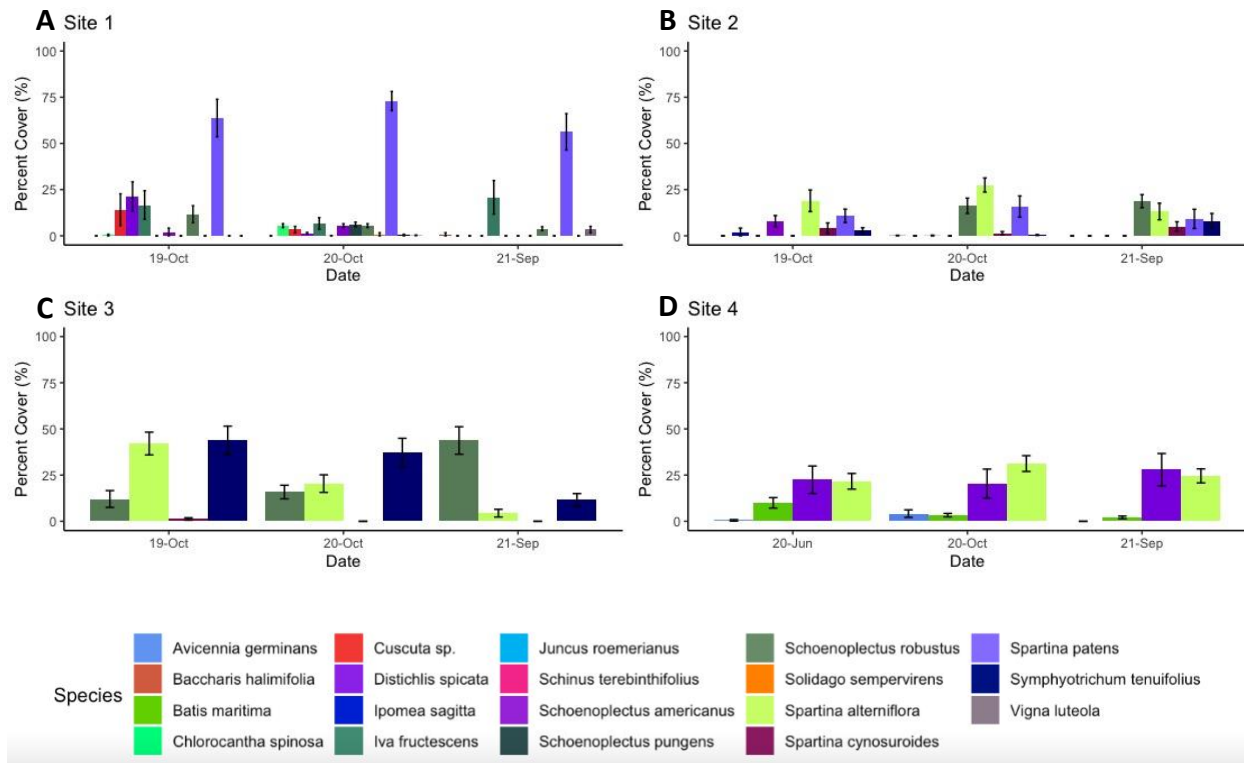 A Site 1
Percent Cover (%)
100
75
50
25
0
19-Oct 20-Oct 21-Sep
Date
B Site 2
Percent Cover (%)
100
75
50
25
0
19-Oct 20-Oct 21-Sep
Date
C Site 3
Percent Cover (%)
100
75
50
25
0
19-Oct 20-Oct 21-Sep
Date
D Site 4
Percent Cover (%)
100
75
50
25
0
20-Jun 20-Oct 21-Sep
Date
Species
Avicennia germinans
Baccharis halimifolia
Batis maritima
Chlorocantha spinosa
Cuscuta sp.
Distichlis spicata
Ipomea sagitta
Iva fructescens
Juncus roemerianus
Schinus terebinthifolius
Schoenoplectus americanus
Schoenoplectus pungens
Schoenoplectus robustus
Solidago sempervirens
Spartina alterniflora
Spartina cynosuroides
Spartina patens
Symphyotrichum tenuifolius
Vigna luteola